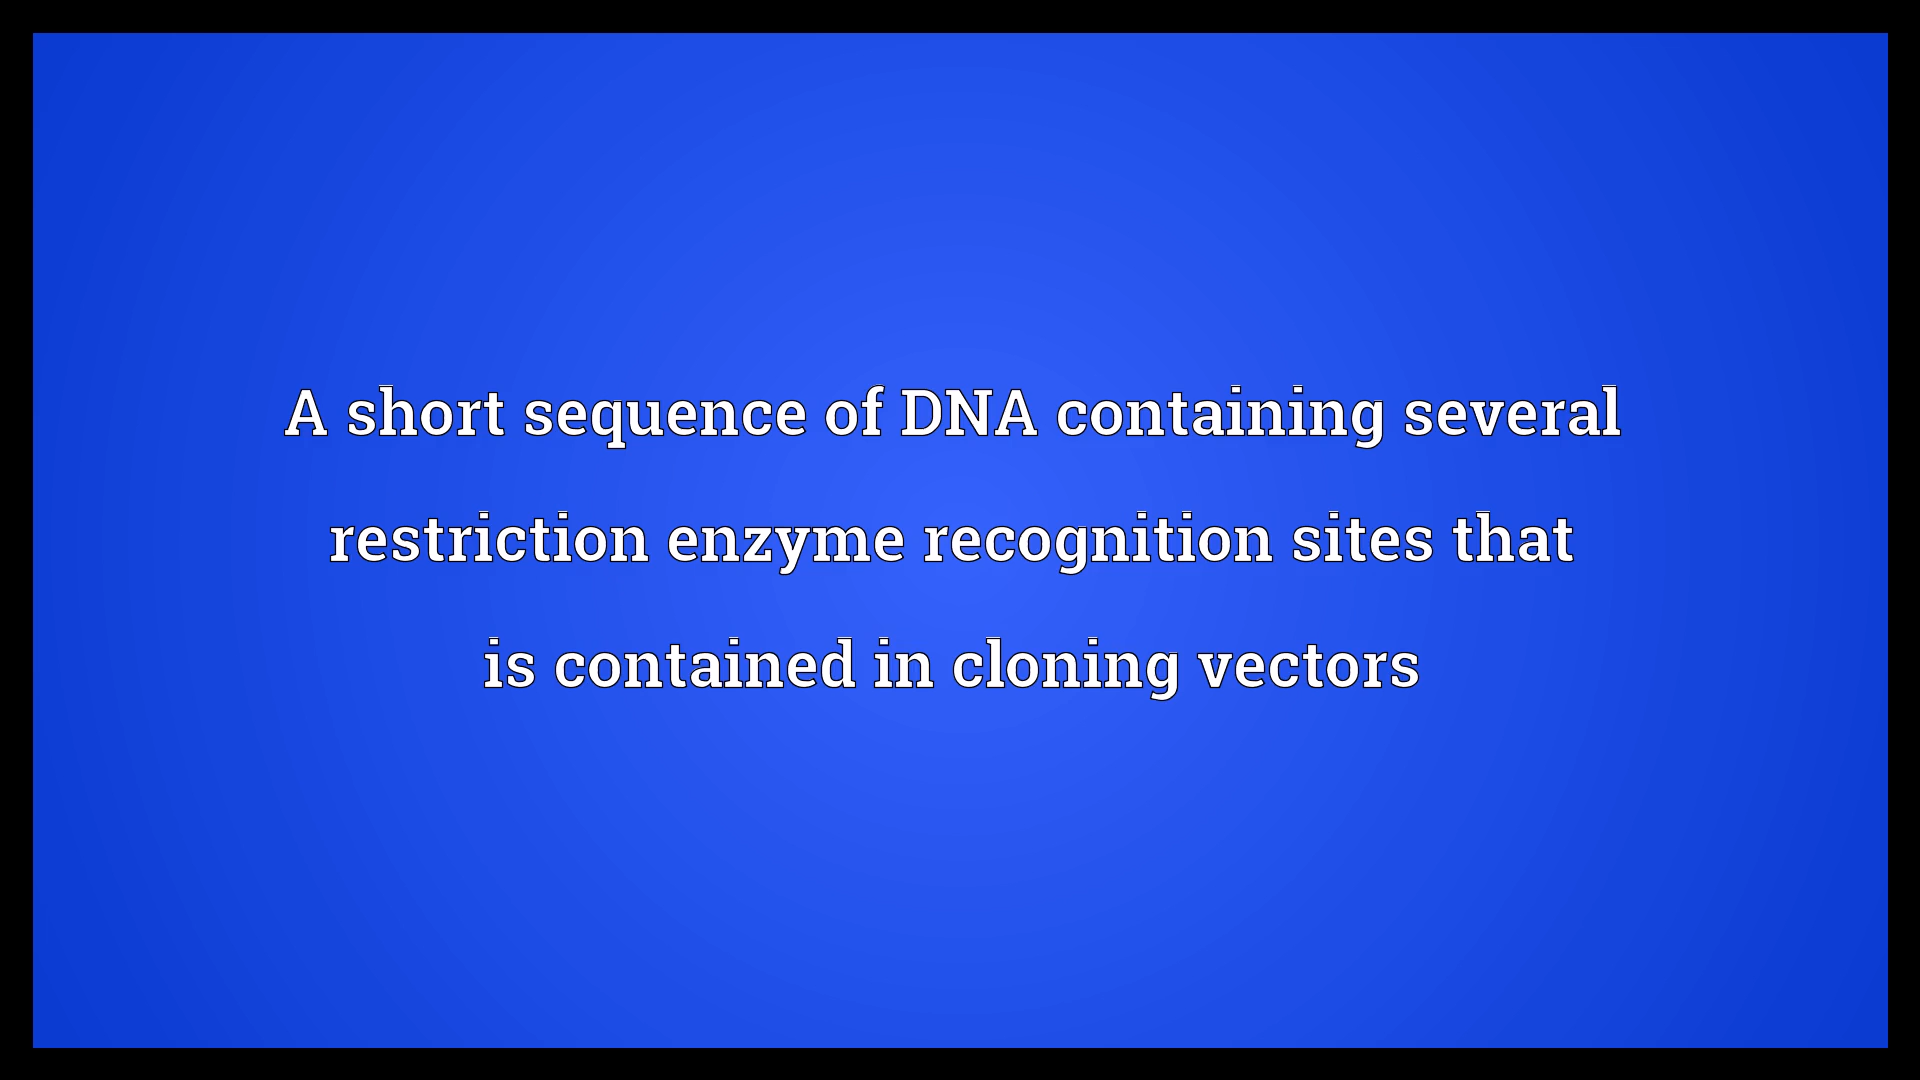 A short sequence of DNA containing several
restriction enzyme recognition sites that
is contained in cloning vectors